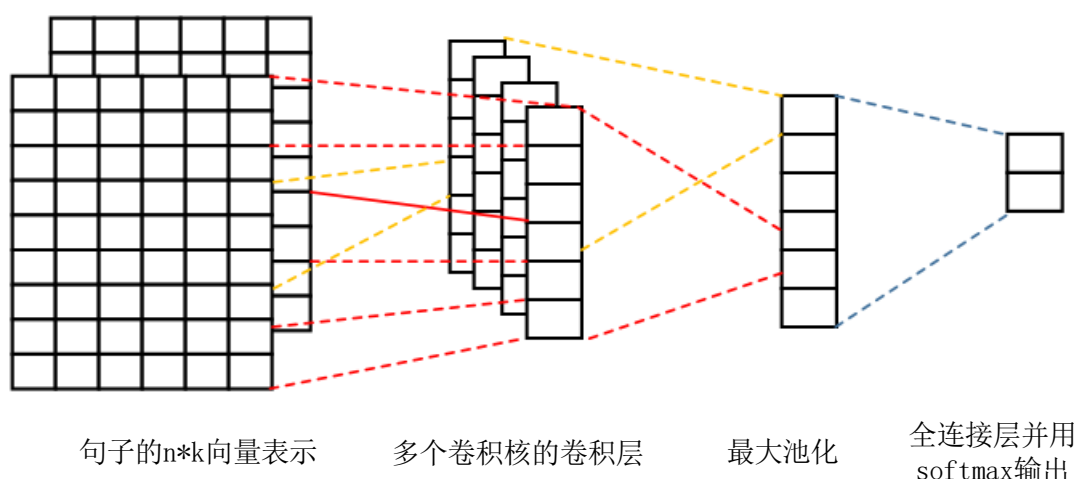 句子的n*k向量表示
多个卷积核的卷积层
最大池化
全连接层并用
softmax输出